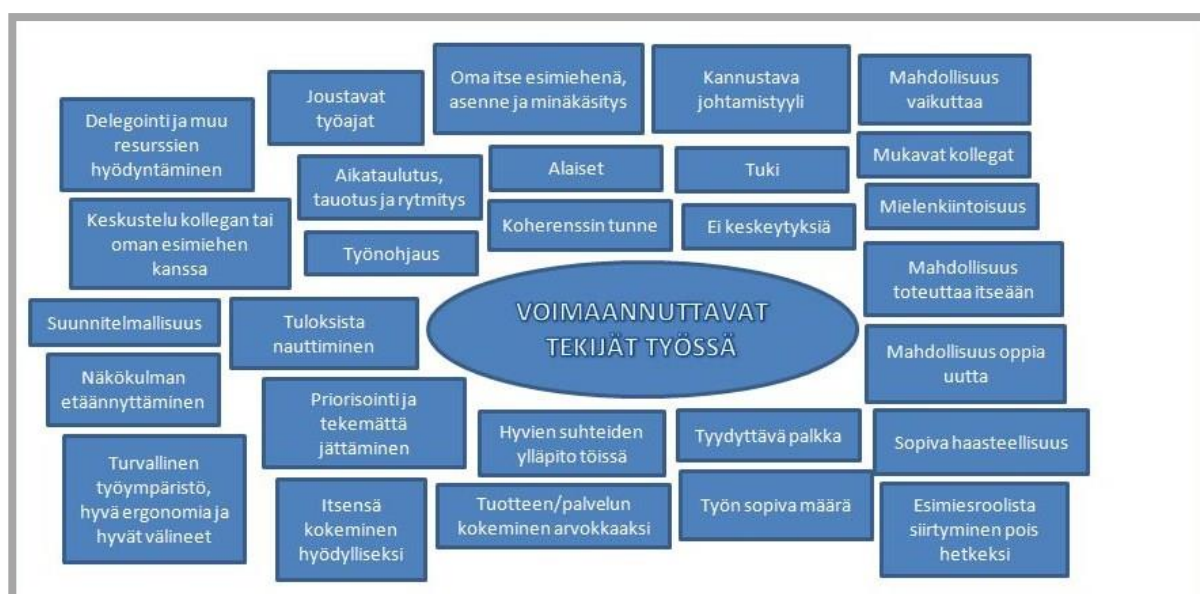 Oma itse esimiehenä,
asenne ja minäkäsitys
Kannustava
johtamistyyli
Mahdollisuus
vaikuttaa
Joustavat
työajat
Delegointi ja muu
resurssien
hyödyntäminen
Aikataulutus,
tauotus ja rytmitys
Alaiset
Tuki
Mukavat kollegat
Mielenkiintoisuus
Keskustelu kollegan tai
oman esimiehen
kanssa
Työnohjaus
Koherenssin tunne
Ei keskeytyksiä
Mahdollisuus
toteuttaa itseään
Suunnitelmallisuus
Tuloksista
nauttiminen
VOIMAANNUTTAVAT
TEKIJÄT TYÖSSÄ
Mahdollisuus oppia
uutta
Näkökulman
etäännyttäminen
Priorisointi ja
tekemättä
jättäminen
Hyvien suhteiden
ylläpito töissä
Tyydyttävä palkka
Sopiva haasteellisuus
Turvallinen
työympäristö,
hyvä ergonomia ja
hyvät välineet
Itsensä
kokeminen
hyödylliseksi
Tuotteen/palvelun
kokeminen arvokkaaksi
Työn sopiva määrä
Esimiesroolista
siirtyminen pois
hetkeksi